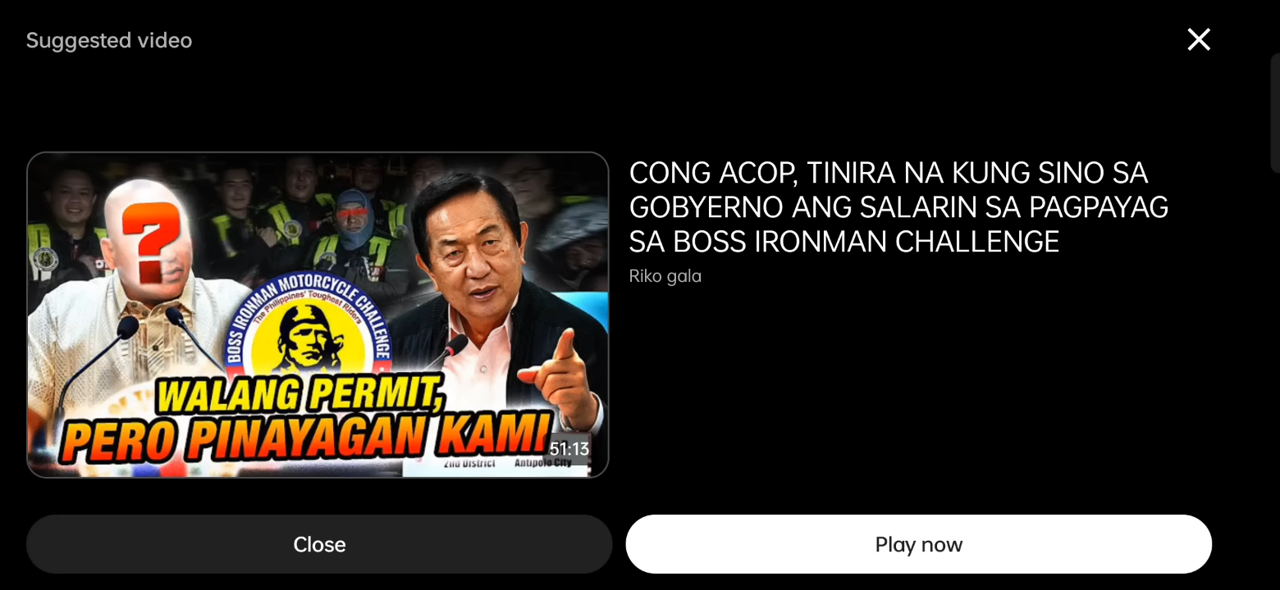 Suggested video
CONG ACOP, TINIRA NA KUNG SINO SA
GOBYERNO ANG SALARIN SA PAGPAYAG
SA BOSS IRONMAN CHALLENGE
Riko gala
?
BOSS IRONMAN MOTORCYCLE CHALLENGE
The Philippines' Toughest Riders
WALANG PERMIT,
PERO PINAYAGAN KAMI
51:13
2nd District Antipolo City
Close
Play now